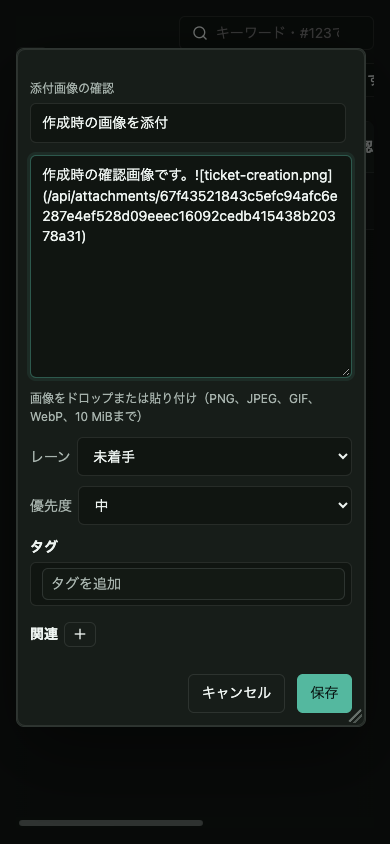 キーワード・#123
添付画像の確認
作成時の画像を添付
作成時の確認画像です。![ticket-creation.png]
(/api/attachments/67f43521843c5efc94afc6e
287e4ef528d09eeec16092cedb415438b20
378a31)
画像をドロップまたは貼り付け（PNG、JPEG、GIF、
WebP、10 MiBまで）
レーン 未着手
優先度 中
タグ
タグを追加
関連 +
キャンセル 保存